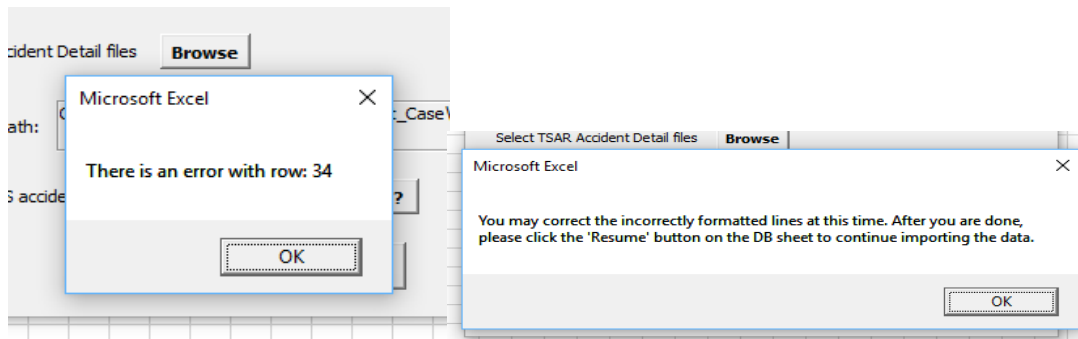 cident Detail files Browse
Microsoft Excel
ath:
t_Case\
There is an error with row: 34
S accide
?
OK
Select TSAR Accident Detail files Browse
Microsoft Excel
You may correct the incorrectly formatted lines at this time. After you are done,
please click the 'Resume' button on the DB sheet to continue importing the data.
OK